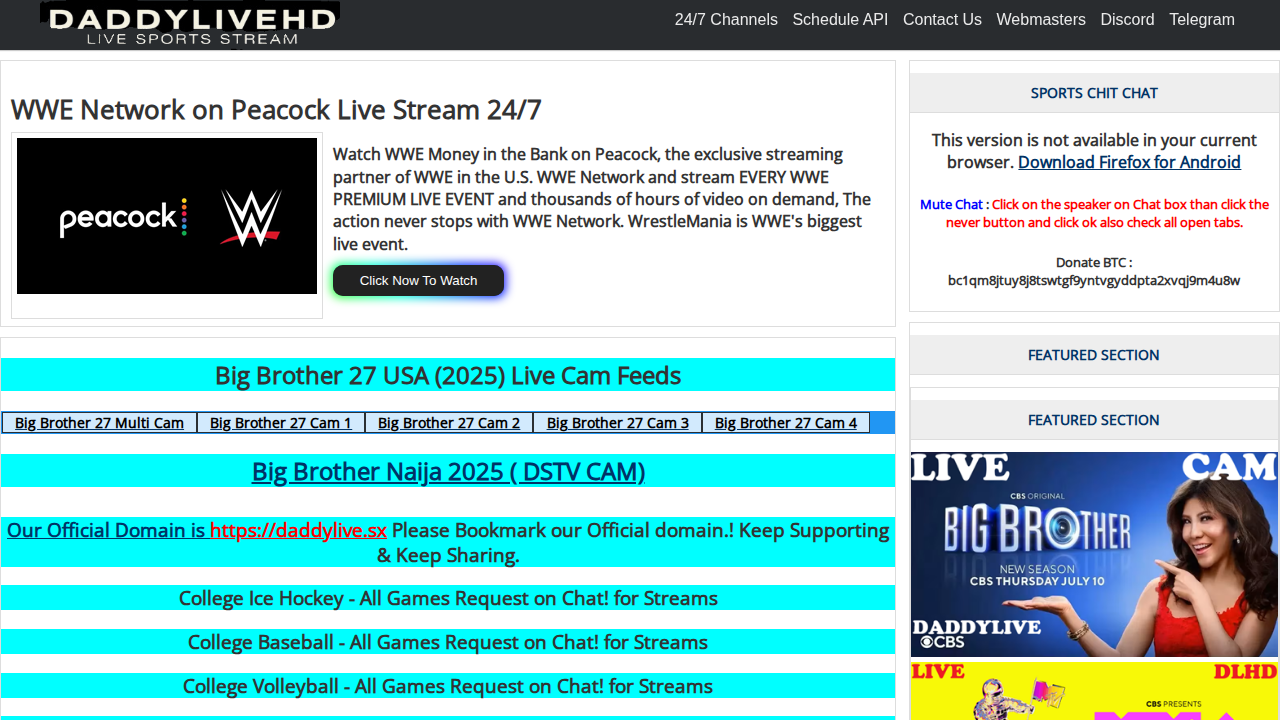 DADDYLIVEHD
LIVE SPORTS STREAM
24/7 Channels Schedule API Contact Us Webmasters Discord Telegram
WWE Network on Peacock Live Stream 24/7
peacock W
Watch WWE Money in the Bank on Peacock, the exclusive streaming
partner of WWE in the U.S. WWE Network and stream EVERY WWE
PREMIUM LIVE EVENT and thousands of hours of video on demand, The
action never stops with WWE Network. WrestleMania is WWE's biggest
live event.
Click Now To Watch
Big Brother 27 USA (2025) Live Cam Feeds
Big Brother 27 Multi Cam Big Brother 27 Cam 1 Big Brother 27 Cam 2 Big Brother 27 Cam 3 Big Brother 27 Cam 4
Big Brother Naija 2025 ( DSTV CAM)
Our Official Domain is https://daddylive.sx Please Bookmark our Official domain.! Keep Supporting
& Keep Sharing.
College Ice Hockey - All Games Request on Chat! for Streams
College Baseball - All Games Request on Chat! for Streams
College Volleyball - All Games Request on Chat! for Streams
SPORTS CHIT CHAT
This version is not available in your current
browser. Download Firefox for Android
Mute Chat : Click on the speaker on Chat box than click the
never button and click ok also check all open tabs.
Donate BTC :
bc1qm8jtuy8j8tswtgf9yntvgyddpta2xvqj9m4u8w
FEATURED SECTION
FEATURED SECTION
LIVE CAM
CBS ORIGINAL
BIG BROTHER
NEW SEASON
CBS THURSDAY JULY 10
DADDYLIVE
CBS
LIVE DLHD
CBS PRESENTS